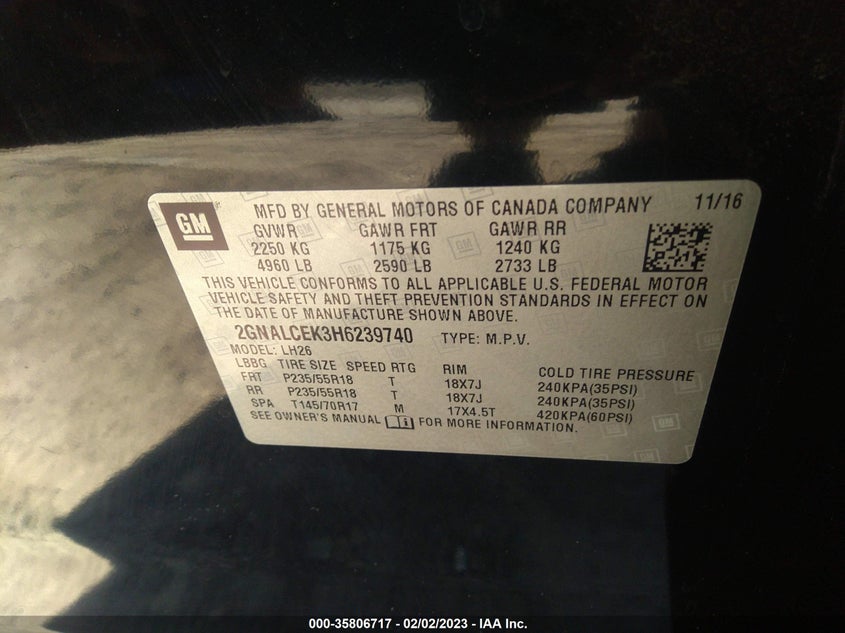 GM
MFD BY GENERAL MOTORS OF CANADA COMPANY 11/16
GVWR GAWR FRT GAWR RR
2250 KG 1175 KG 1240 KG
4960 LB 2590 LB 2733 LB
THIS VEHICLE CONFORMS TO ALL APPLICABLE U.S. FEDERAL MOTOR
VEHICLE SAFETY AND THEFT PREVENTION STANDARDS IN EFFECT ON
THE DATE OF MANUFACTURE SHOWN ABOVE.
2GNALCEK3H6239740 TYPE: M.P.V.
MODEL: LH26
LBBG TIRE SIZE SPEED RTG RIM COLD TIRE PRESSURE
FRT P235/55R18 T 18X7J 240KPA(35PSI)
RR P235/55R18 T 18X7J 240KPA(35PSI)
SPA T145/70R17 M 17X4.5T 420KPA(60PSI)
SEE OWNER'S MANUAL i FOR MORE INFORMATION.
000-35806717 - 02/02/2023 - IAA Inc.